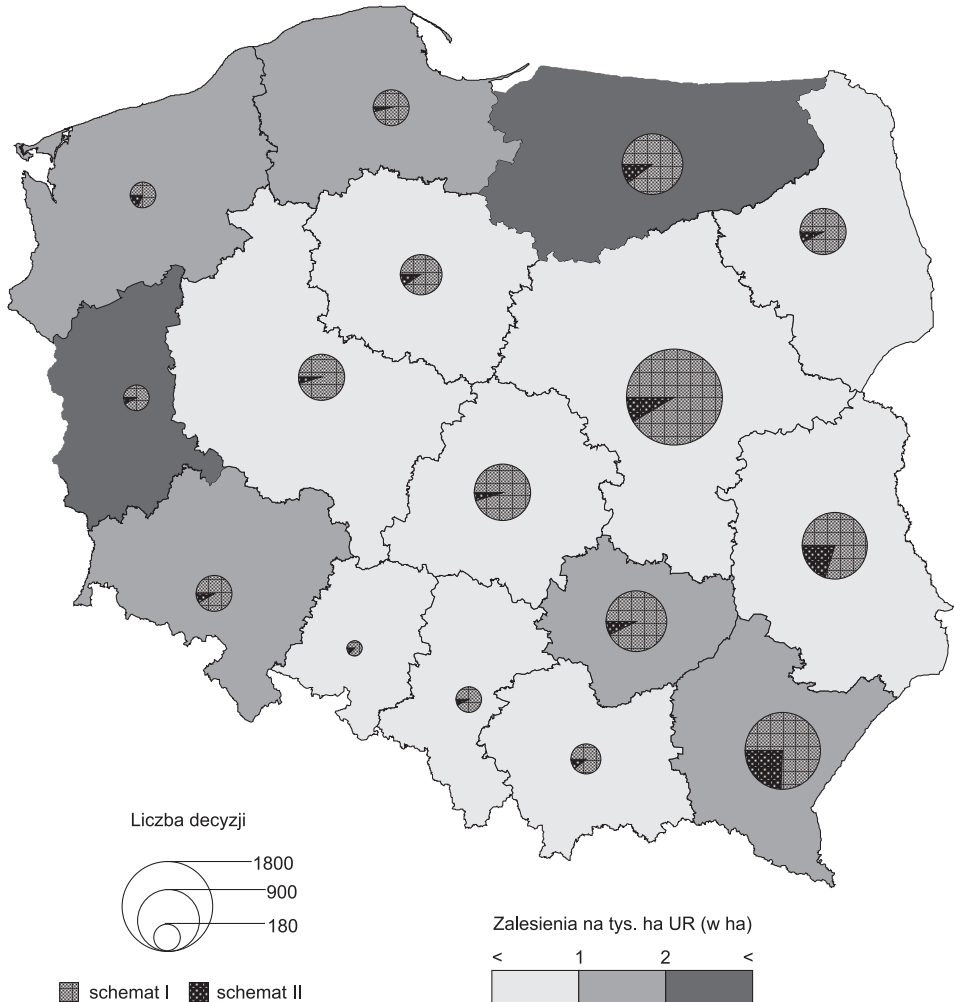 Liczba decyzji
1800
900
180
schemat I schemat II
Zalesienia na tys. ha UR (w ha)
< 1 2 <